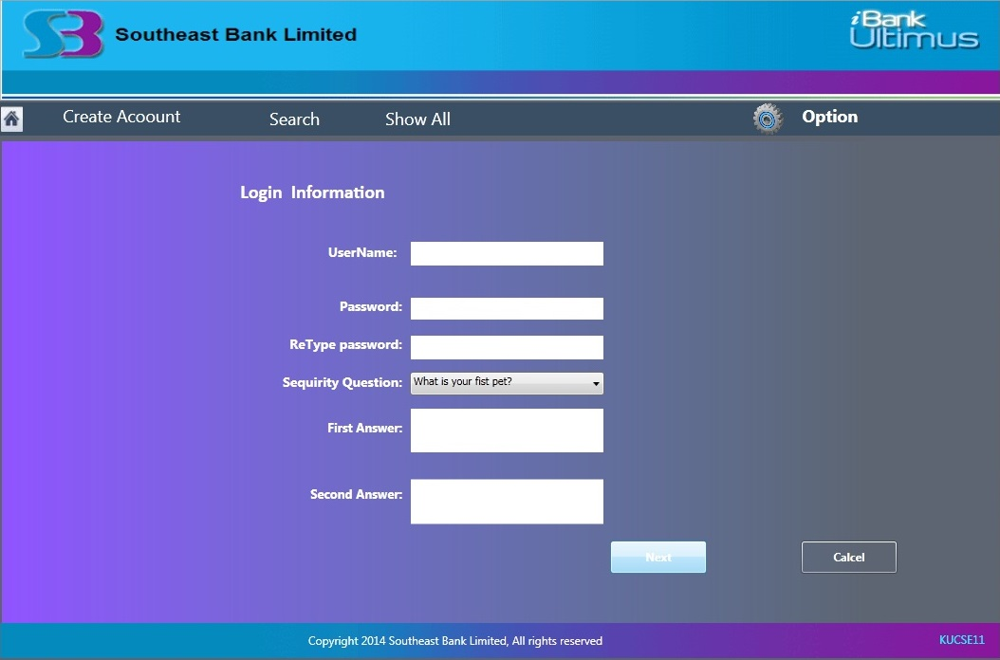 SB Southeast Bank Limited
iBank
Ultimus
Create Acoount Search Show All Option
Login Information
UserName:
Password:
ReType password:
Sequirity Question: What is your fist pet?
First Answer:
Second Answer:
Next Calcel
Copyright 2014 Southeast Bank Limited, All rights reserved KUCSE11